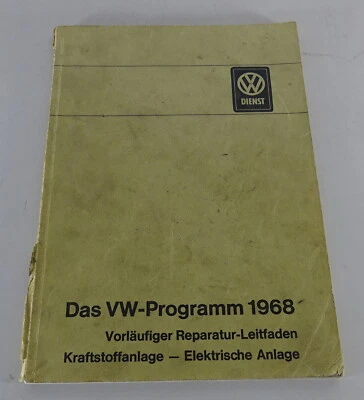 VW
DIENST
Das VW-Programm 1968
Vorläufiger Reparatur-Leitfaden
Kraftstoffanlage — Elektrische Anlage